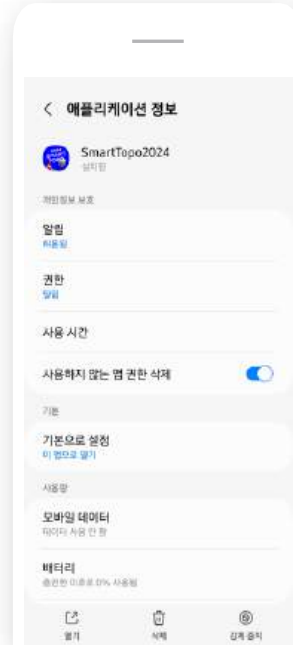 애플리케이션 정보
SmartTopo2024
설치됨
개인정보 보호
알림
허용됨
권한
사용 시간
사용하지 않는 앱 권한 삭제
기본
기본으로 설정
이 앱으로 열기
사용량
모바일 데이터
데이터 사용 안 함
배터리
충전한 이후로 0% 사용됨
열기
삭제
강제 중지